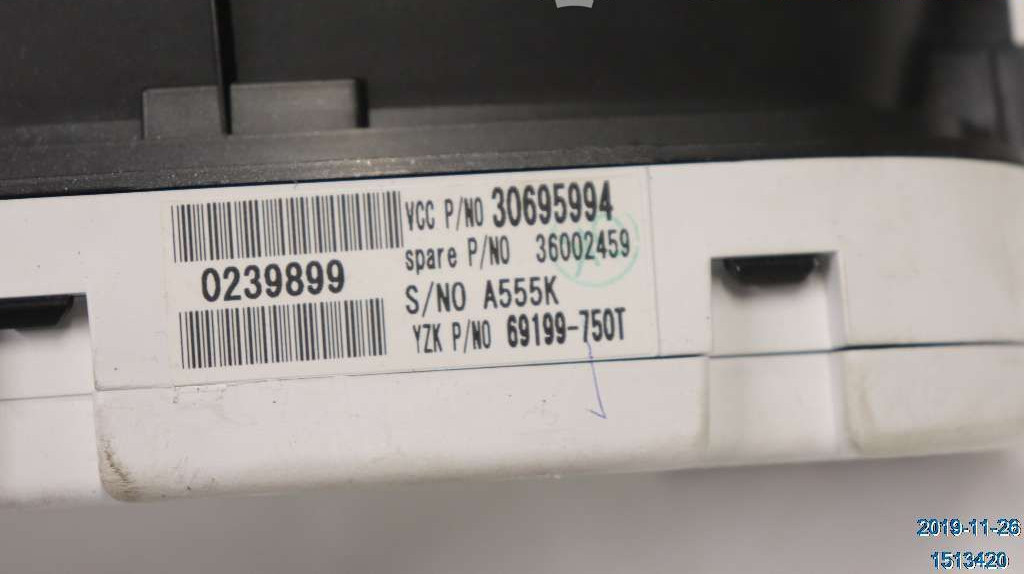 VCC P/NO 30695994
spare P/NO 36002459
0239899
S/NO A555K
YZK P/NO 69199-750T
2019-11-26
1513420